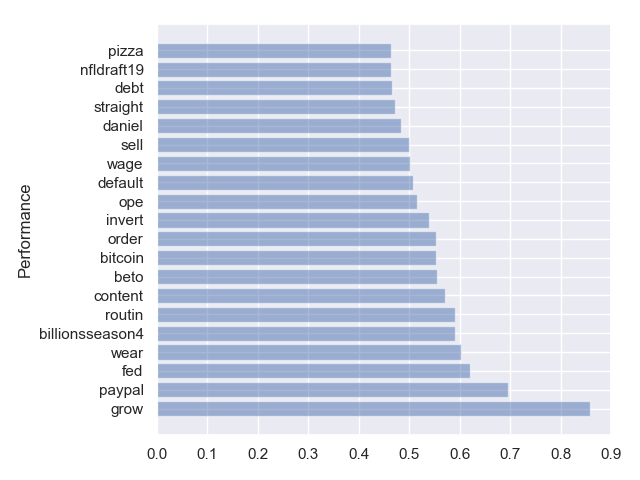 Performance
pizza
nfldraft19
debt
straight
daniel
sell
wage
default
ope
invert
order
bitcoin
beto
content
routin
billionsseason4
wear
fed
paypal
grow
0.0 0.1 0.2 0.3 0.4 0.5 0.6 0.7 0.8 0.9